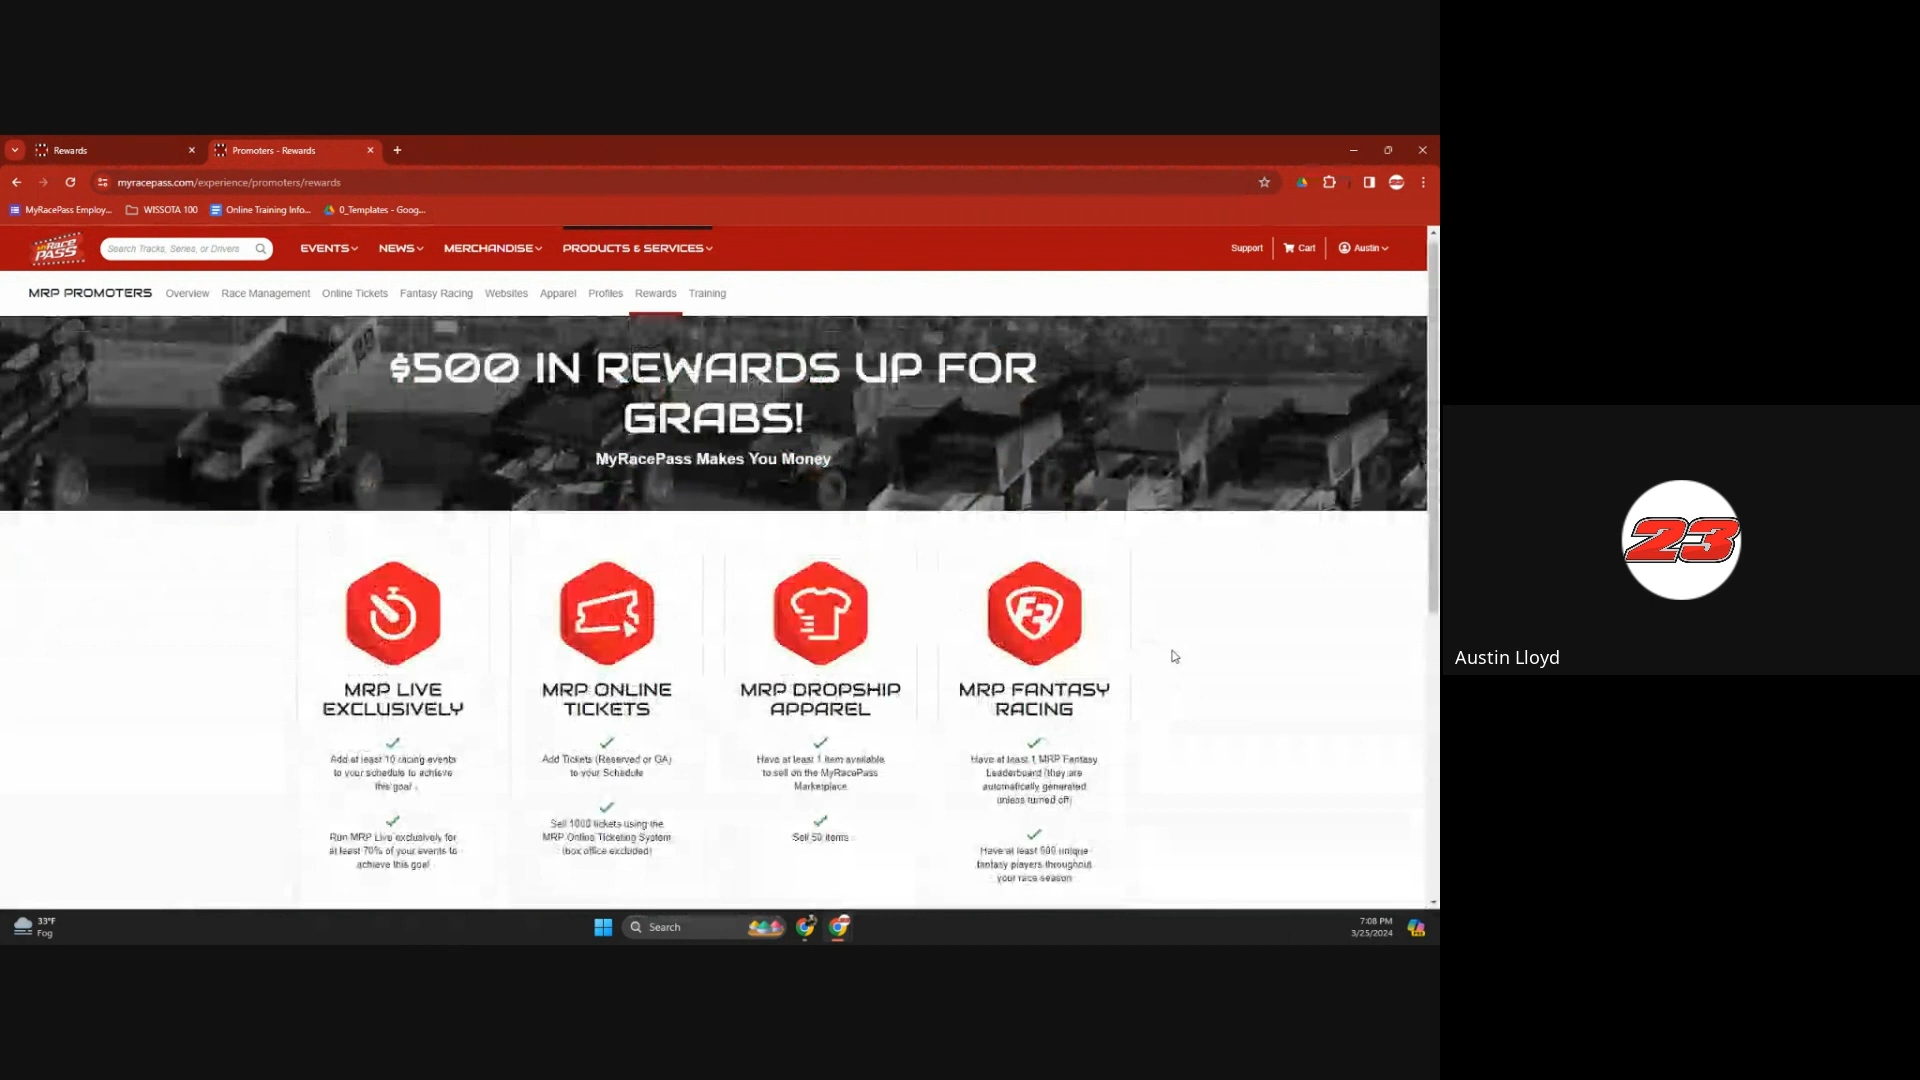 Rewards
Promoters - Rewards
myracepass.com/experience/promoters/rewards
MyRacePass Employ...
WISSOTA 100
Online Training Info...
0_Templates - Goog...
MY RACE PASS
Search Tracks, Series, or Drivers
EVENTS
NEWS
MERCHANDISE
PRODUCTS & SERVICES
Support
Cart
Austin
MRP PROMOTERS
Overview
Race Management
Online Tickets
Fantasy Racing
Websites
Apparel
Profiles
Rewards
Training
$500 IN REWARDS UP FOR
GRABS!
MyRacePass Makes You Money
MRP LIVE
EXCLUSIVELY
Add at least 10 racing events
to your schedule to achieve
this goal
Run MRP Live exclusively for
at least 70% of your events to
achieve this goal
MRP ONLINE
TICKETS
Add Tickets (Reserved or GA)
to your Schedule
Sell 1000 tickets using the
MRP Online Ticketing System
(box office excluded)
MRP DROPSHIP
APPAREL
Have at least 1 item available
to sell on the MyRacePass
Marketplace
Sell 50 items
MRP FANTASY
RACING
Have at least 1 MRP Fantasy
Leaderboard (they are
automatically generated
unless turned off)
Have at least unique
fantasy players throughout
your race season
23
Austin Lloyd
33°F
Fog
Search
7:08 PM
3/25/2024